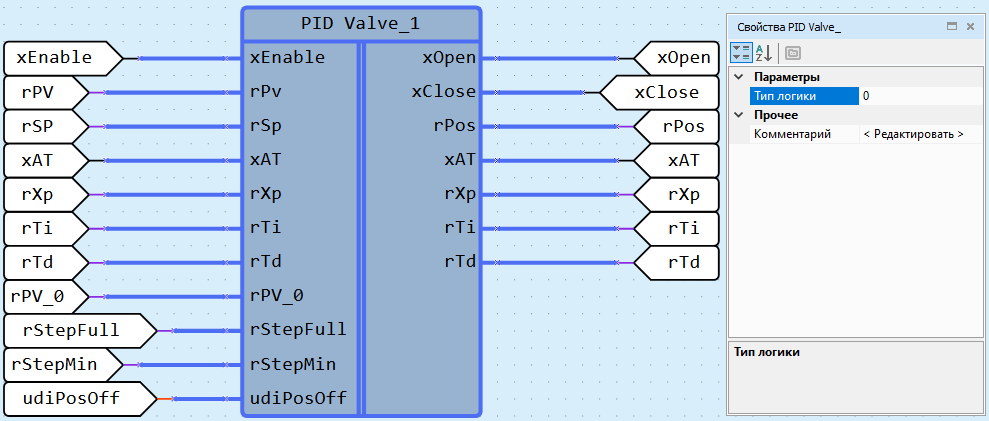 PID Valve_1
xEnable xEnable xOpen xOpen
rPV rPv xClose xClose
rSP rSp rPos rPos
xAT xAT xAT xAT
rXp rXp rXp rXp
rTi rTi rTi rTi
rTd rTd rTd rTd
rPV_0 rPV_0
rStepFull rStepFull
rStepMin rStepMin
udiPosOff udiPosOff
Свойства PID Valve_
Параметры
Тип логики 0
Прочее
Комментарий < Редактировать >
Тип логики